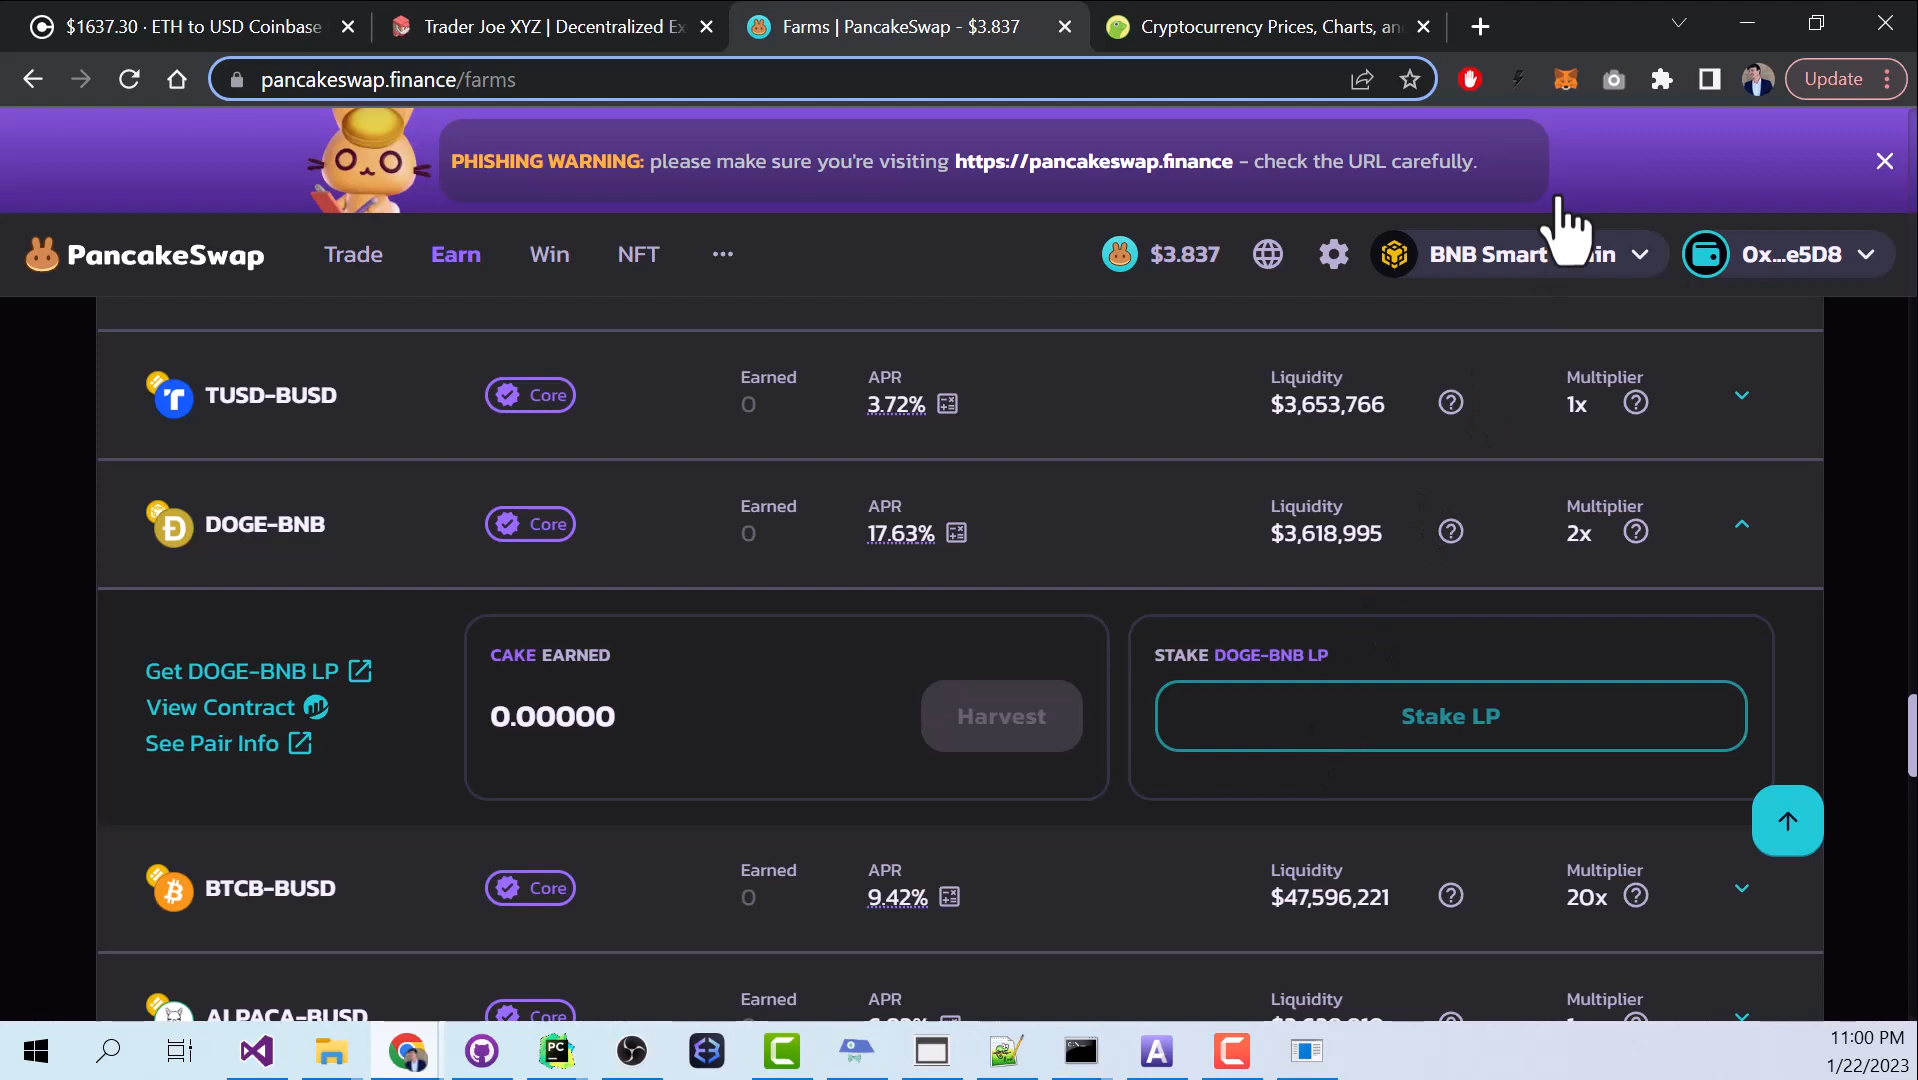 $1637.30 · ETH to USD Coinbase
Trader Joe XYZ | Decentralized Ex
Farms | PancakeSwap - $3.837
Cryptocurrency Prices, Charts, an
pancakeswap.finance/farms
Update
PHISHING WARNING: please make sure you're visiting https://pancakeswap.finance - check the URL carefully.
PancakeSwap
Trade
Earn
Win
NFT
$3.837
BNB Smart
0x...e5D8
TUSD-BUSD
Core
Earned
0
APR
3.72%
Liquidity
$3,653,766
Multiplier
1x
DOGE-BNB
Core
Earned
0
APR
17.63%
Liquidity
$3,618,995
Multiplier
2x
Get DOGE-BNB LP
View Contract
See Pair Info
CAKE EARNED
0.00000
Harvest
STAKE DOGE-BNB LP
Stake LP
BTCB-BUSD
Core
Earned
0
APR
9.42%
Liquidity
$47,596,221
Multiplier
20x
ALPACA-BUSD
Core
Earned
APR
Liquidity
Multiplier
PC
11:00 PM
1/22/2023